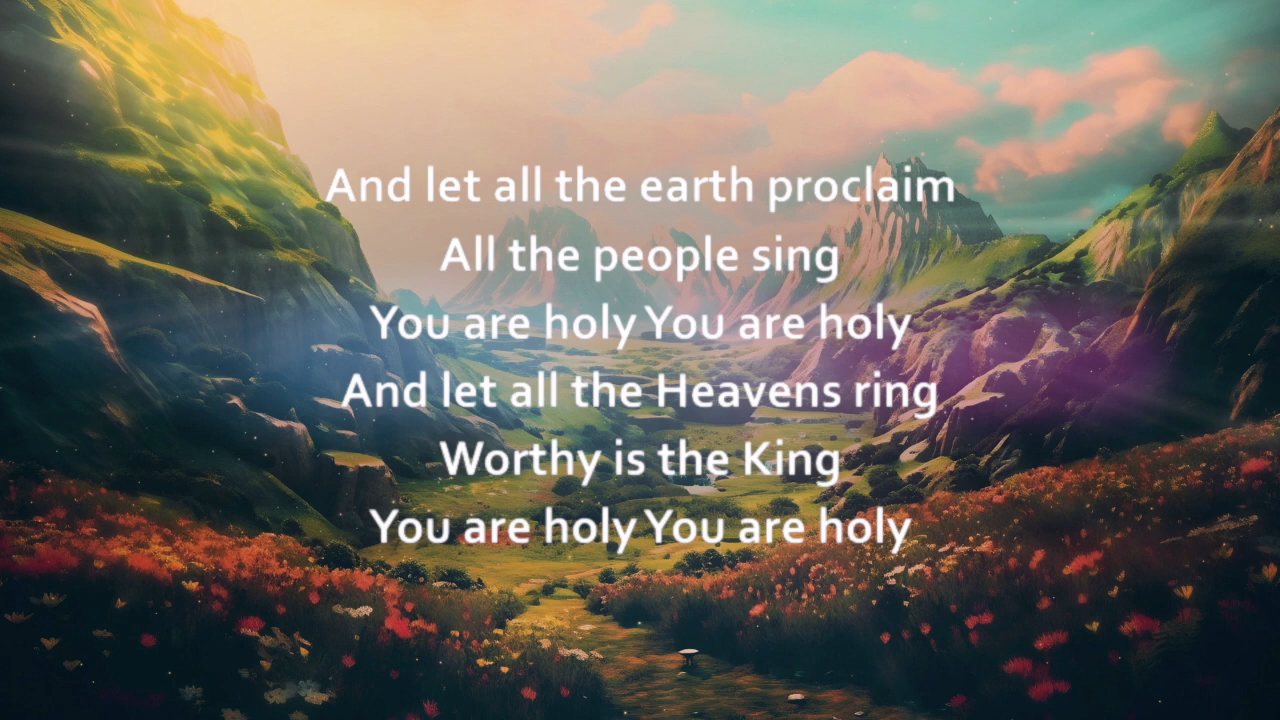 And let all the earth proclaim
All the people sing
You are holy You are holy
And let all the Heavens ring
Worthy is the King
You are holy You are holy